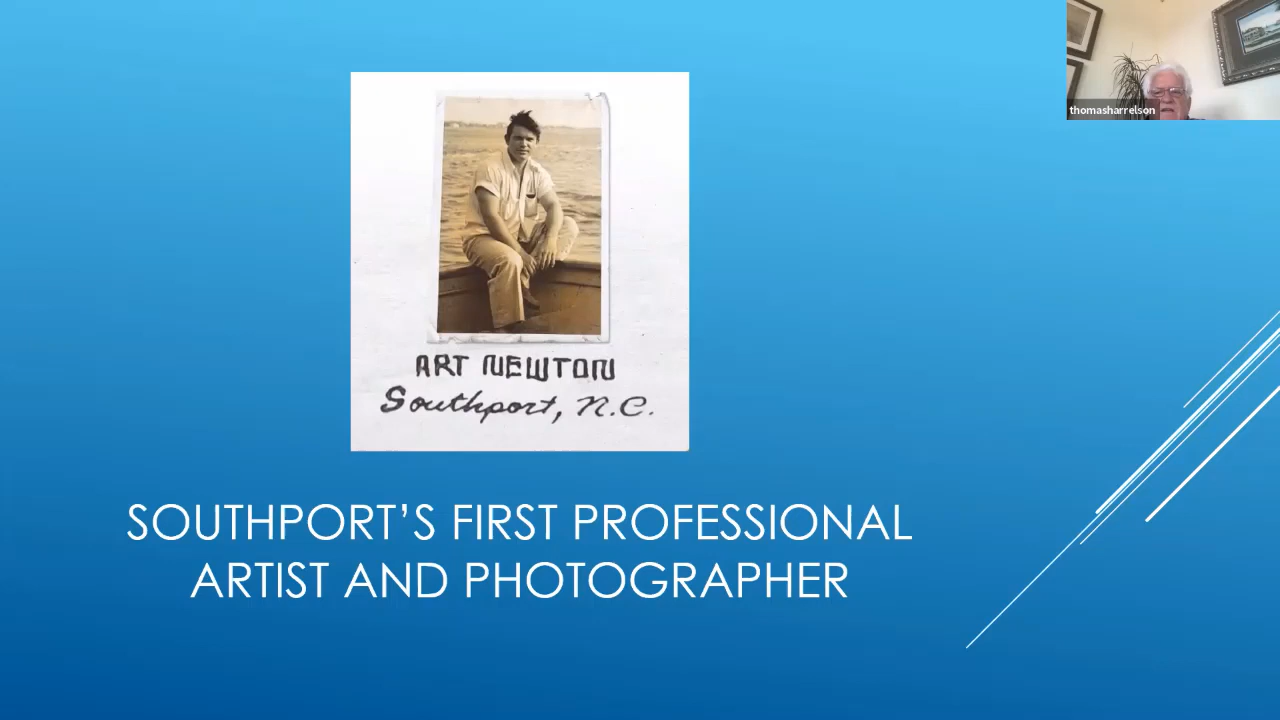 thomasharrelson
ART NEWTON
Southport, N.C.
SOUTHPORT’S FIRST PROFESSIONAL
ARTIST AND PHOTOGRAPHER